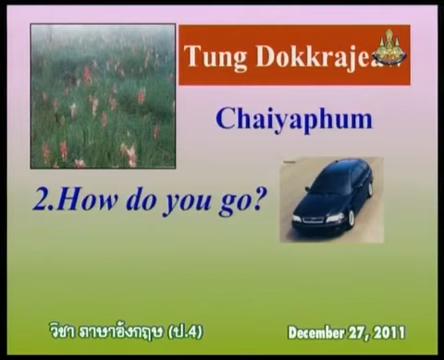 Tung Dokkrajeaw
Chaiyaphum
2.How do you go?
วิชา ภาษาอังกฤษ (ป.4)
December 27, 2011